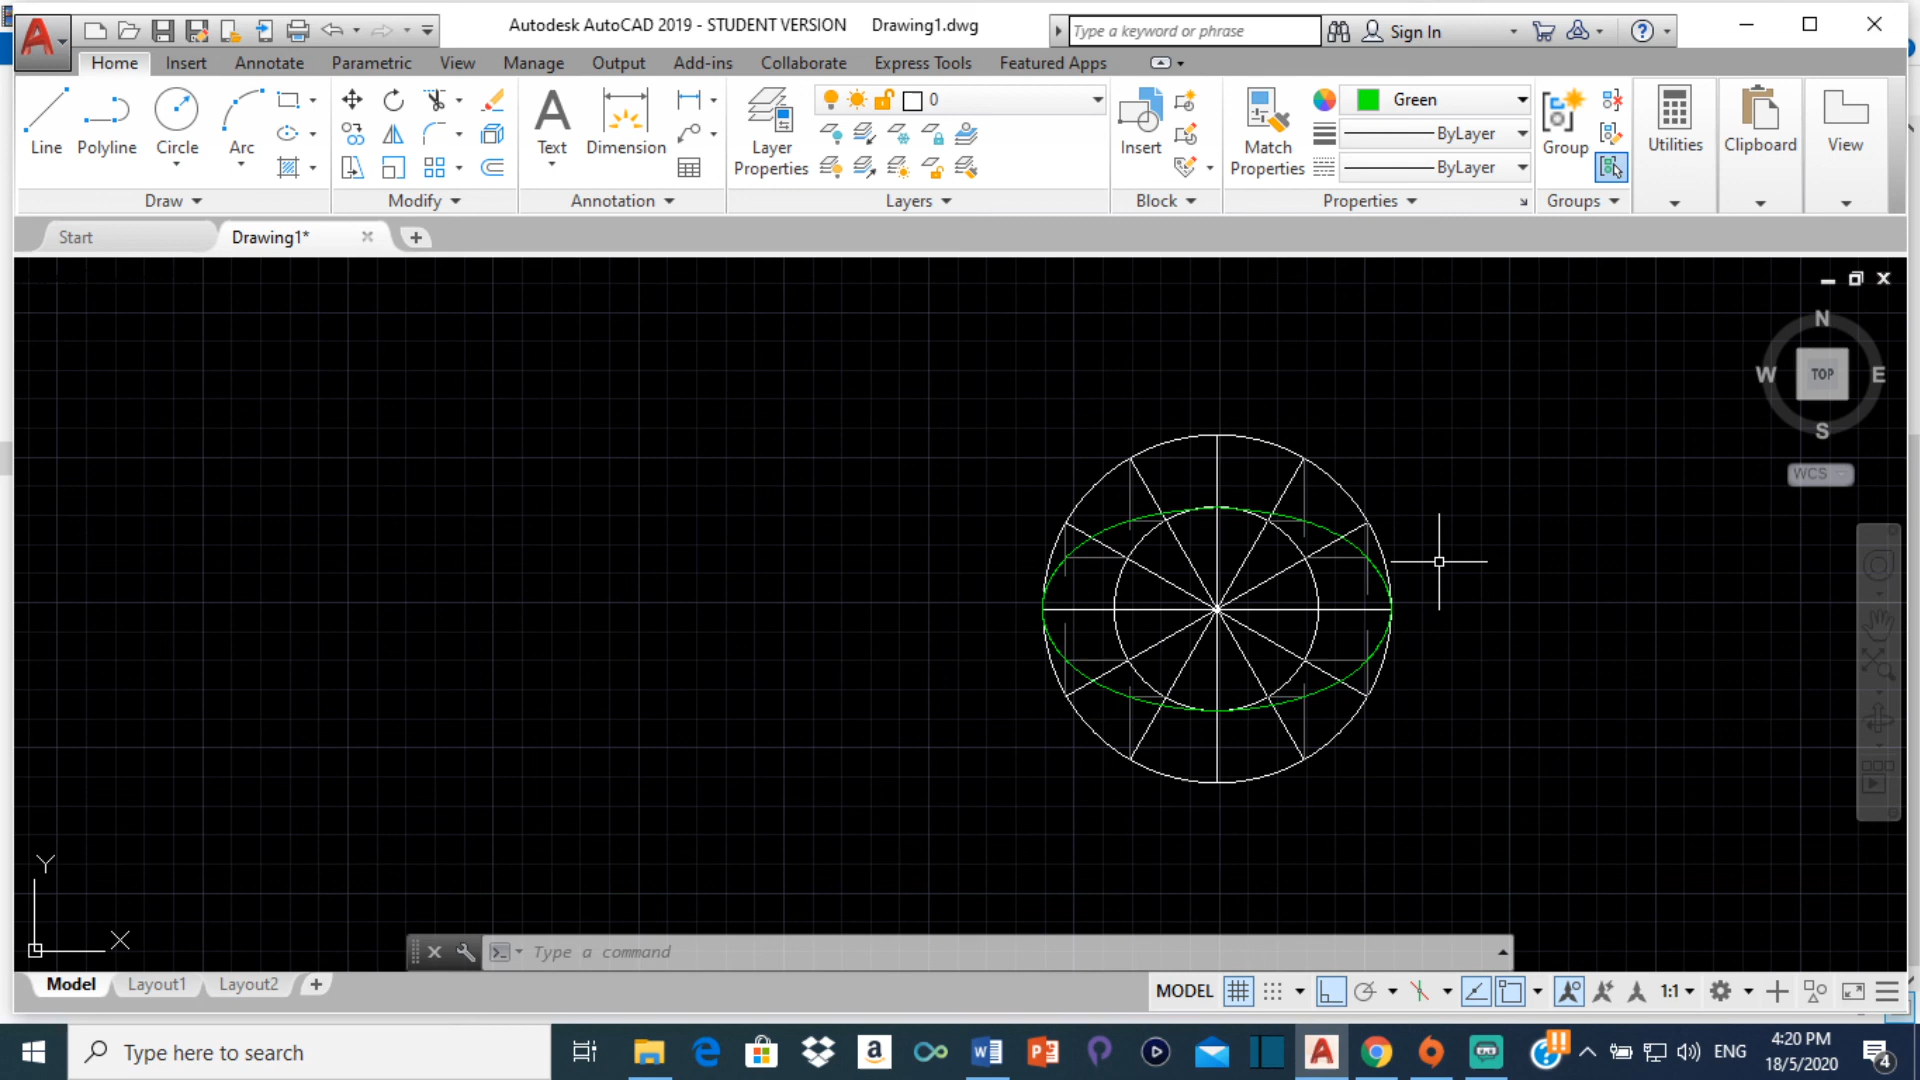 Autodesk AutoCAD 2019 - STUDENT VERSION Drawing1.dwg
Type a keyword or phrase
Sign In
Home Insert Annotate Parametric View Manage Output Add-ins Collaborate Express Tools Featured Apps
Line Polyline Circle Arc
Text Dimension
Layer Properties
0
Insert
Match Properties
Green
ByLayer
ByLayer
Group
Utilities
Clipboard
View
Draw Modify Annotation Layers Block Properties Groups
Start Drawing1*
N
W TOP E
S
WCS
Y
X
Type a command
Model Layout1 Layout2
MODEL 1:1
Type here to search
ENG
4:20 PM
18/5/2020
4